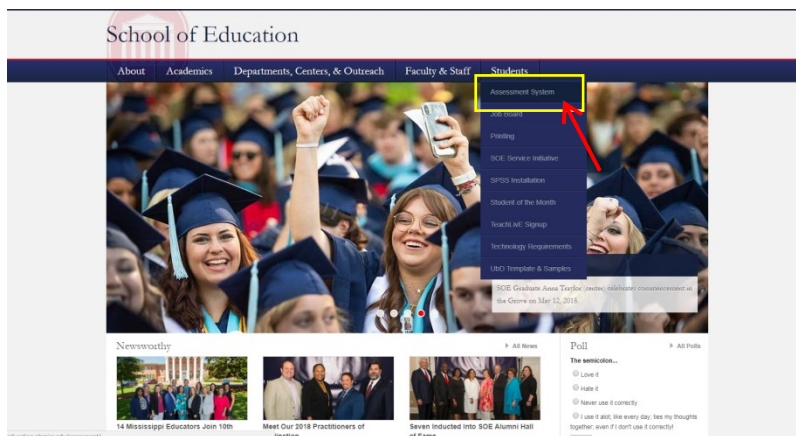 School of Education
About Academics Departments, Centers, & Outreach Faculty & Staff Students
Assessment System
Job Board
Printing
SOE Service Initiative
SPSS Installation
Student of the Month
TeachLivE Signup
Technology Requirements
UbD Template & Samples
SOE Graduate Anna Traylor (center) celebrates commencement in
the Grove on May 12, 2018.
Newsworthy
All News
14 Mississippi Educators Join 10th
Meet Our 2018 Practitioners of
Seven Inducted Into SOE Alumni Hall
of Fame
Poll
All Polls
The semicolon...
Love it
Hate it
Never use it correctly
I use it alot; like every day; ties my thoughts
together; even if I don't use it correctly!